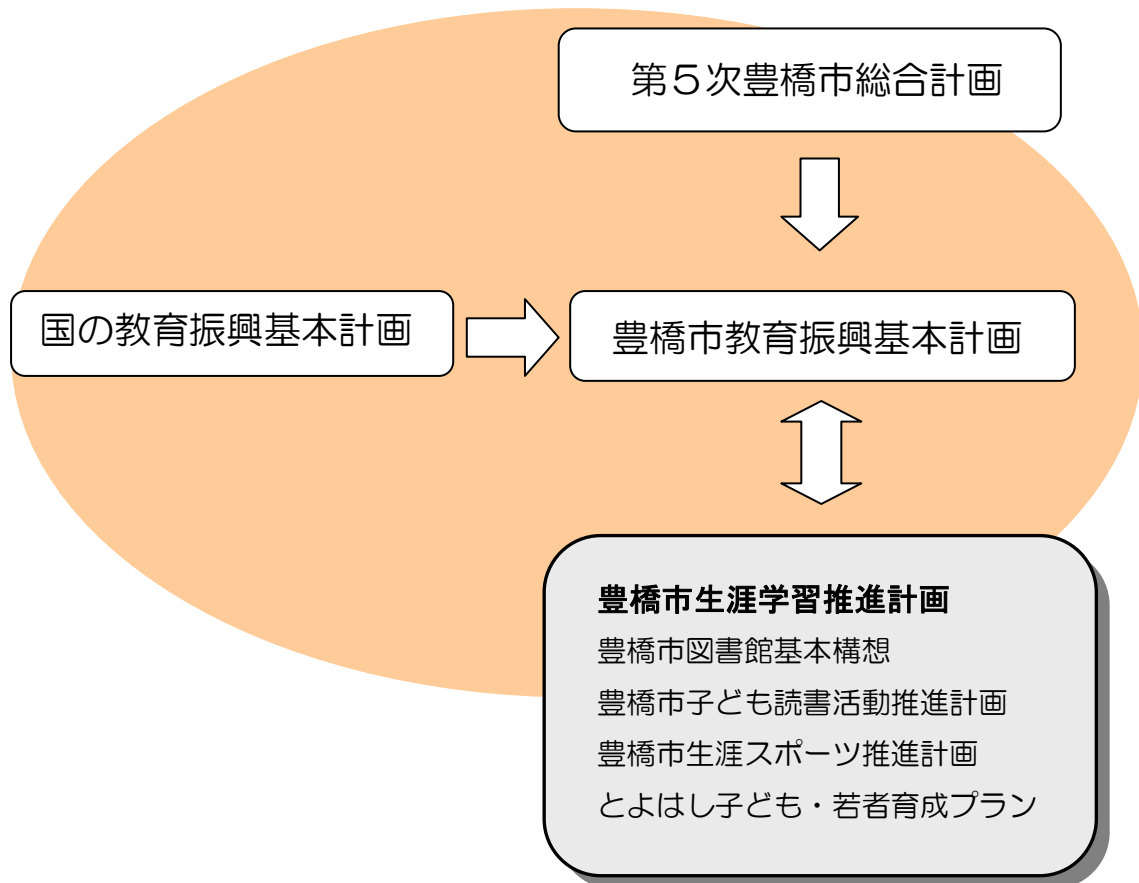 第５次豊橋市総合計画
国の教育振興基本計画
豊橋市教育振興基本計画
豊橋市生涯学習推進計画
豊橋市図書館基本構想
豊橋市子ども読書活動推進計画
豊橋市生涯スポーツ推進計画
とよはし子ども・若者育成プラン